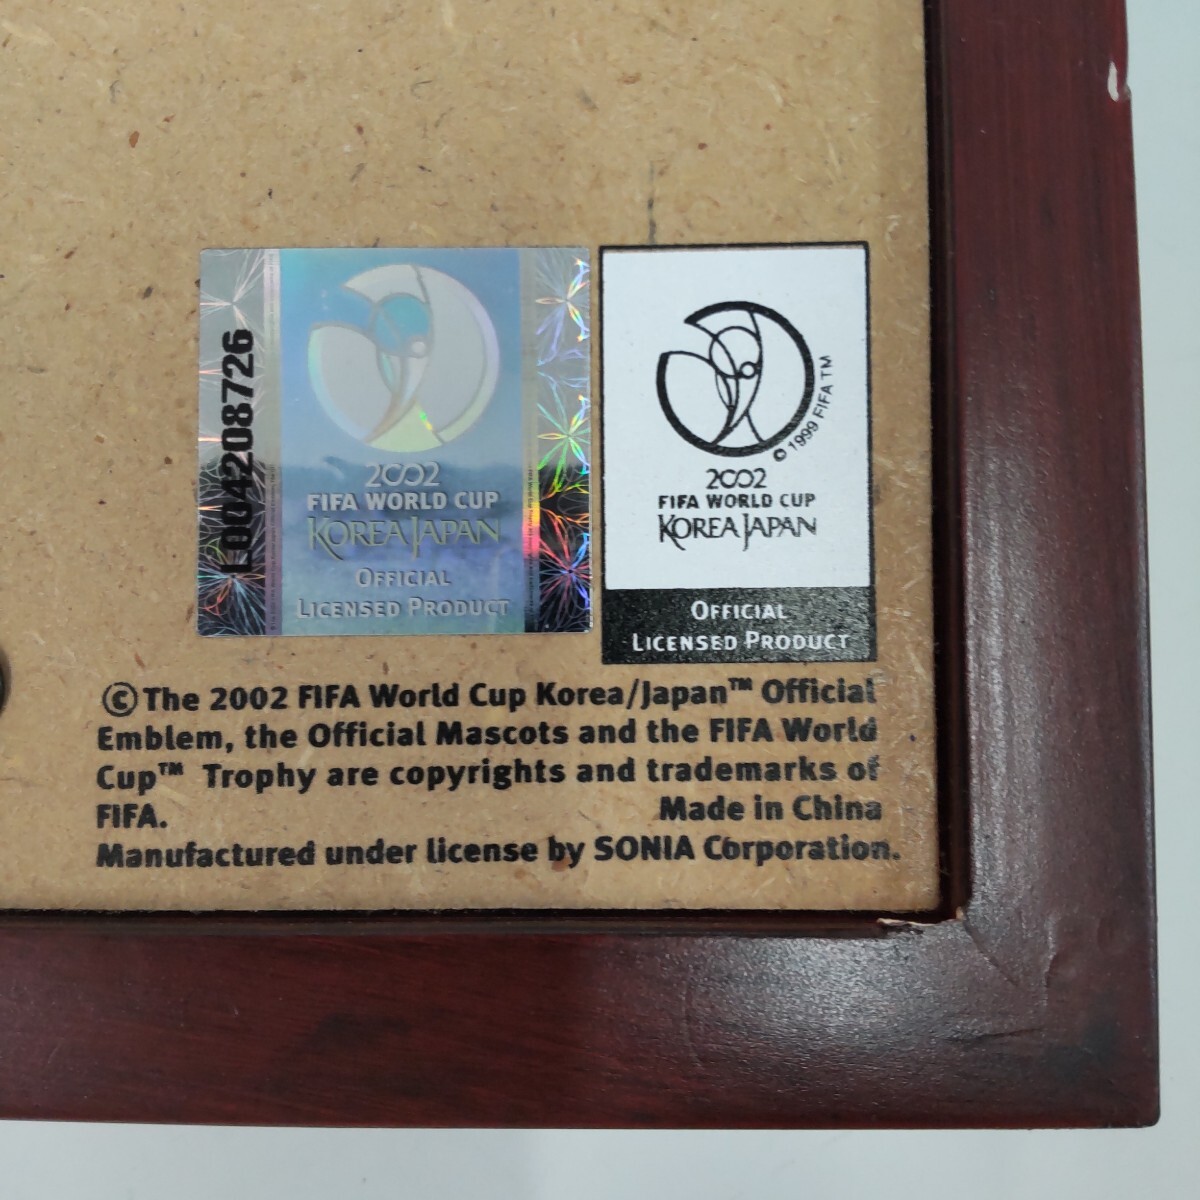 2002
FIFA WORLD CUP
KOREA JAPAN
OFFICIAL
LICENSED PRODUCT
© 1999 FIFA TM
2002
FIFA WORLD CUP
KOREA JAPAN
OFFICIAL
LICENSED PRODUCT
©The 2002 FIFA World Cup Korea/Japan™ Official
Emblem, the Official Mascots and the FIFA World
Cup™ Trophy are copyrights and trademarks of
FIFA. Made in China
Manufactured under license by SONIA Corporation.